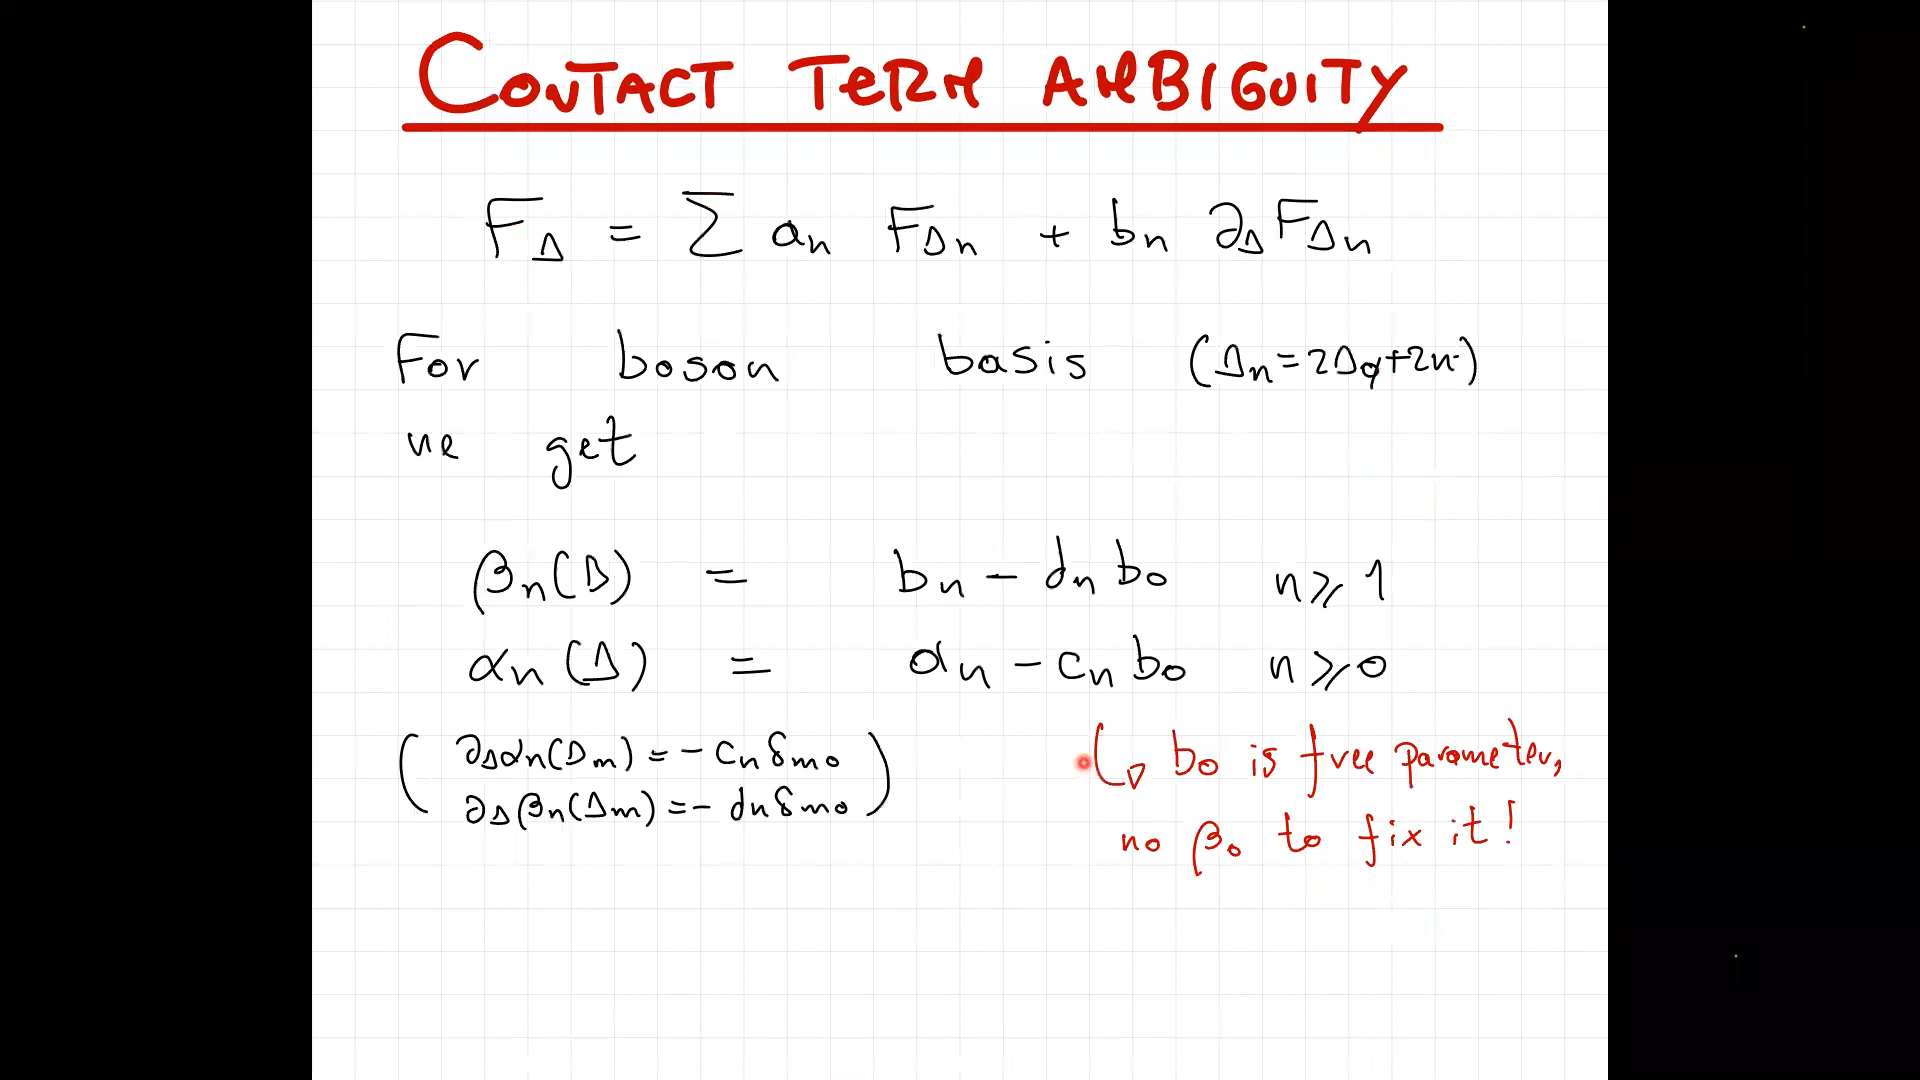 CONTACT TERM AMBIGUITY
F_Δ = Σ a_n F_Δn + b_n ∂_Δ F_Δn
For boson basis (Δ_n = 2Δ_φ + 2n)
we get
β_n(Δ) = b_n - d_n b_0 n ⩾ 1
α_n(Δ) = a_n - c_n b_0 n ⩾ 0
( ∂_Δ α_n(Δ_m) = - c_n δ_m0
∂_Δ β_n(Δ_m) = - d_n δ_m0 )
↳ b_0 is free parameter,
no β_0 to fix it!